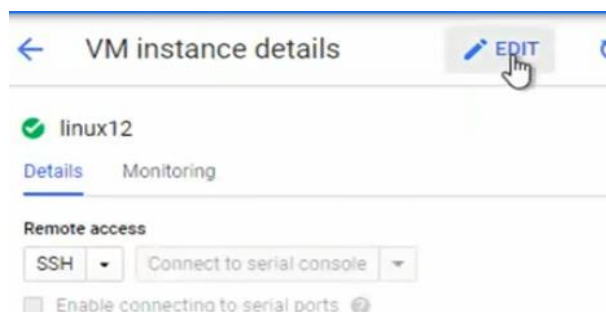 VM instance details EDIT
linux12
Details Monitoring
Remote access
SSH Connect to serial console
Enable connecting to serial ports